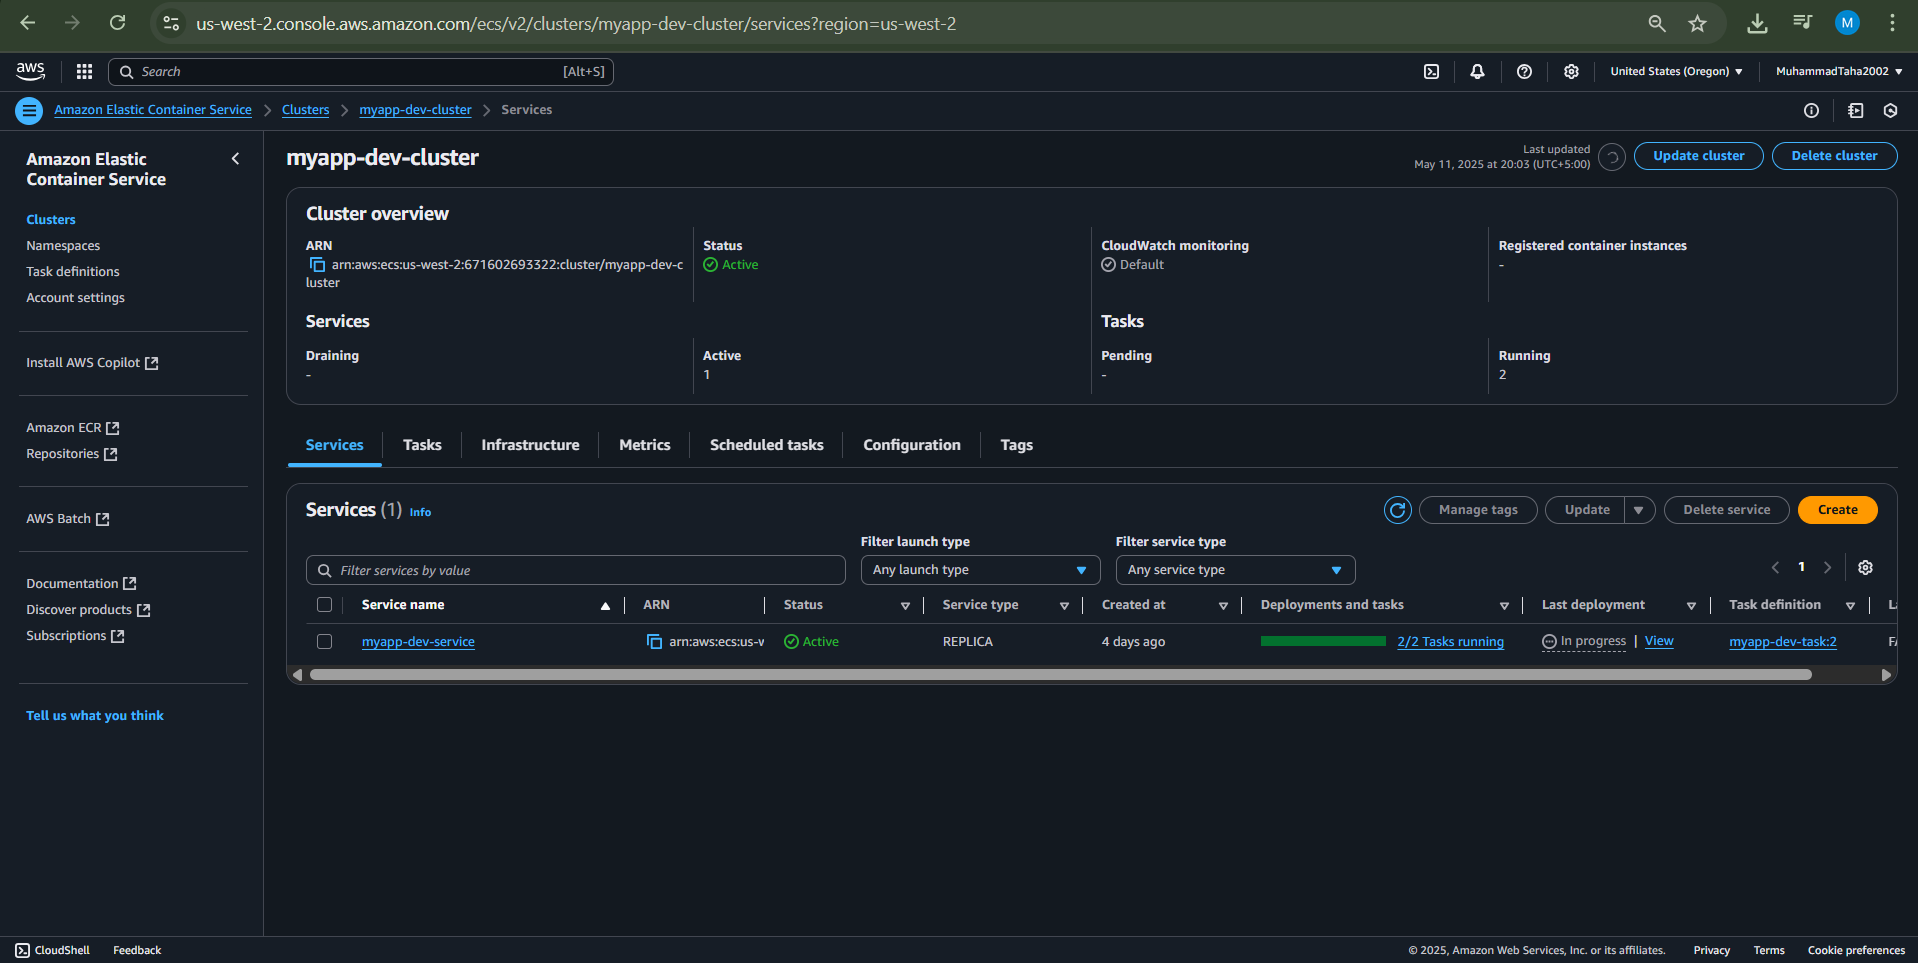 us-west-2.console.aws.amazon.com/ecs/v2/clusters/myapp-dev-cluster/services?region=us-west-2
M
aws
Search
[Alt+S]
United States (Oregon)
MuhammadTaha2002
Amazon Elastic Container Service
Clusters
myapp-dev-cluster
Services
Amazon Elastic
Container Service
Clusters
Namespaces
Task definitions
Account settings
Install AWS Copilot
Amazon ECR
Repositories
AWS Batch
Documentation
Discover products
Subscriptions
Tell us what you think
myapp-dev-cluster
Last updated
May 11, 2025 at 20:03 (UTC+5:00)
Update cluster
Delete cluster
Cluster overview
ARN
arn:aws:ecs:us-west-2:671602693322:cluster/myapp-dev-c
luster
Status
Active
CloudWatch monitoring
Default
Registered container instances
-
Services
Draining
-
Active
1
Tasks
Pending
-
Running
2
Services
Tasks
Infrastructure
Metrics
Scheduled tasks
Configuration
Tags
Services (1) Info
Manage tags
Update
Delete service
Create
Filter services by value
Filter launch type
Any launch type
Filter service type
Any service type
1
Service name
ARN
Status
Service type
Created at
Deployments and tasks
Last deployment
Task definition
myapp-dev-service
arn:aws:ecs:us-w
Active
REPLICA
4 days ago
2/2 Tasks running
In progress | View
myapp-dev-task:2
CloudShell
Feedback
© 2025, Amazon Web Services, Inc. or its affiliates.
Privacy
Terms
Cookie preferences